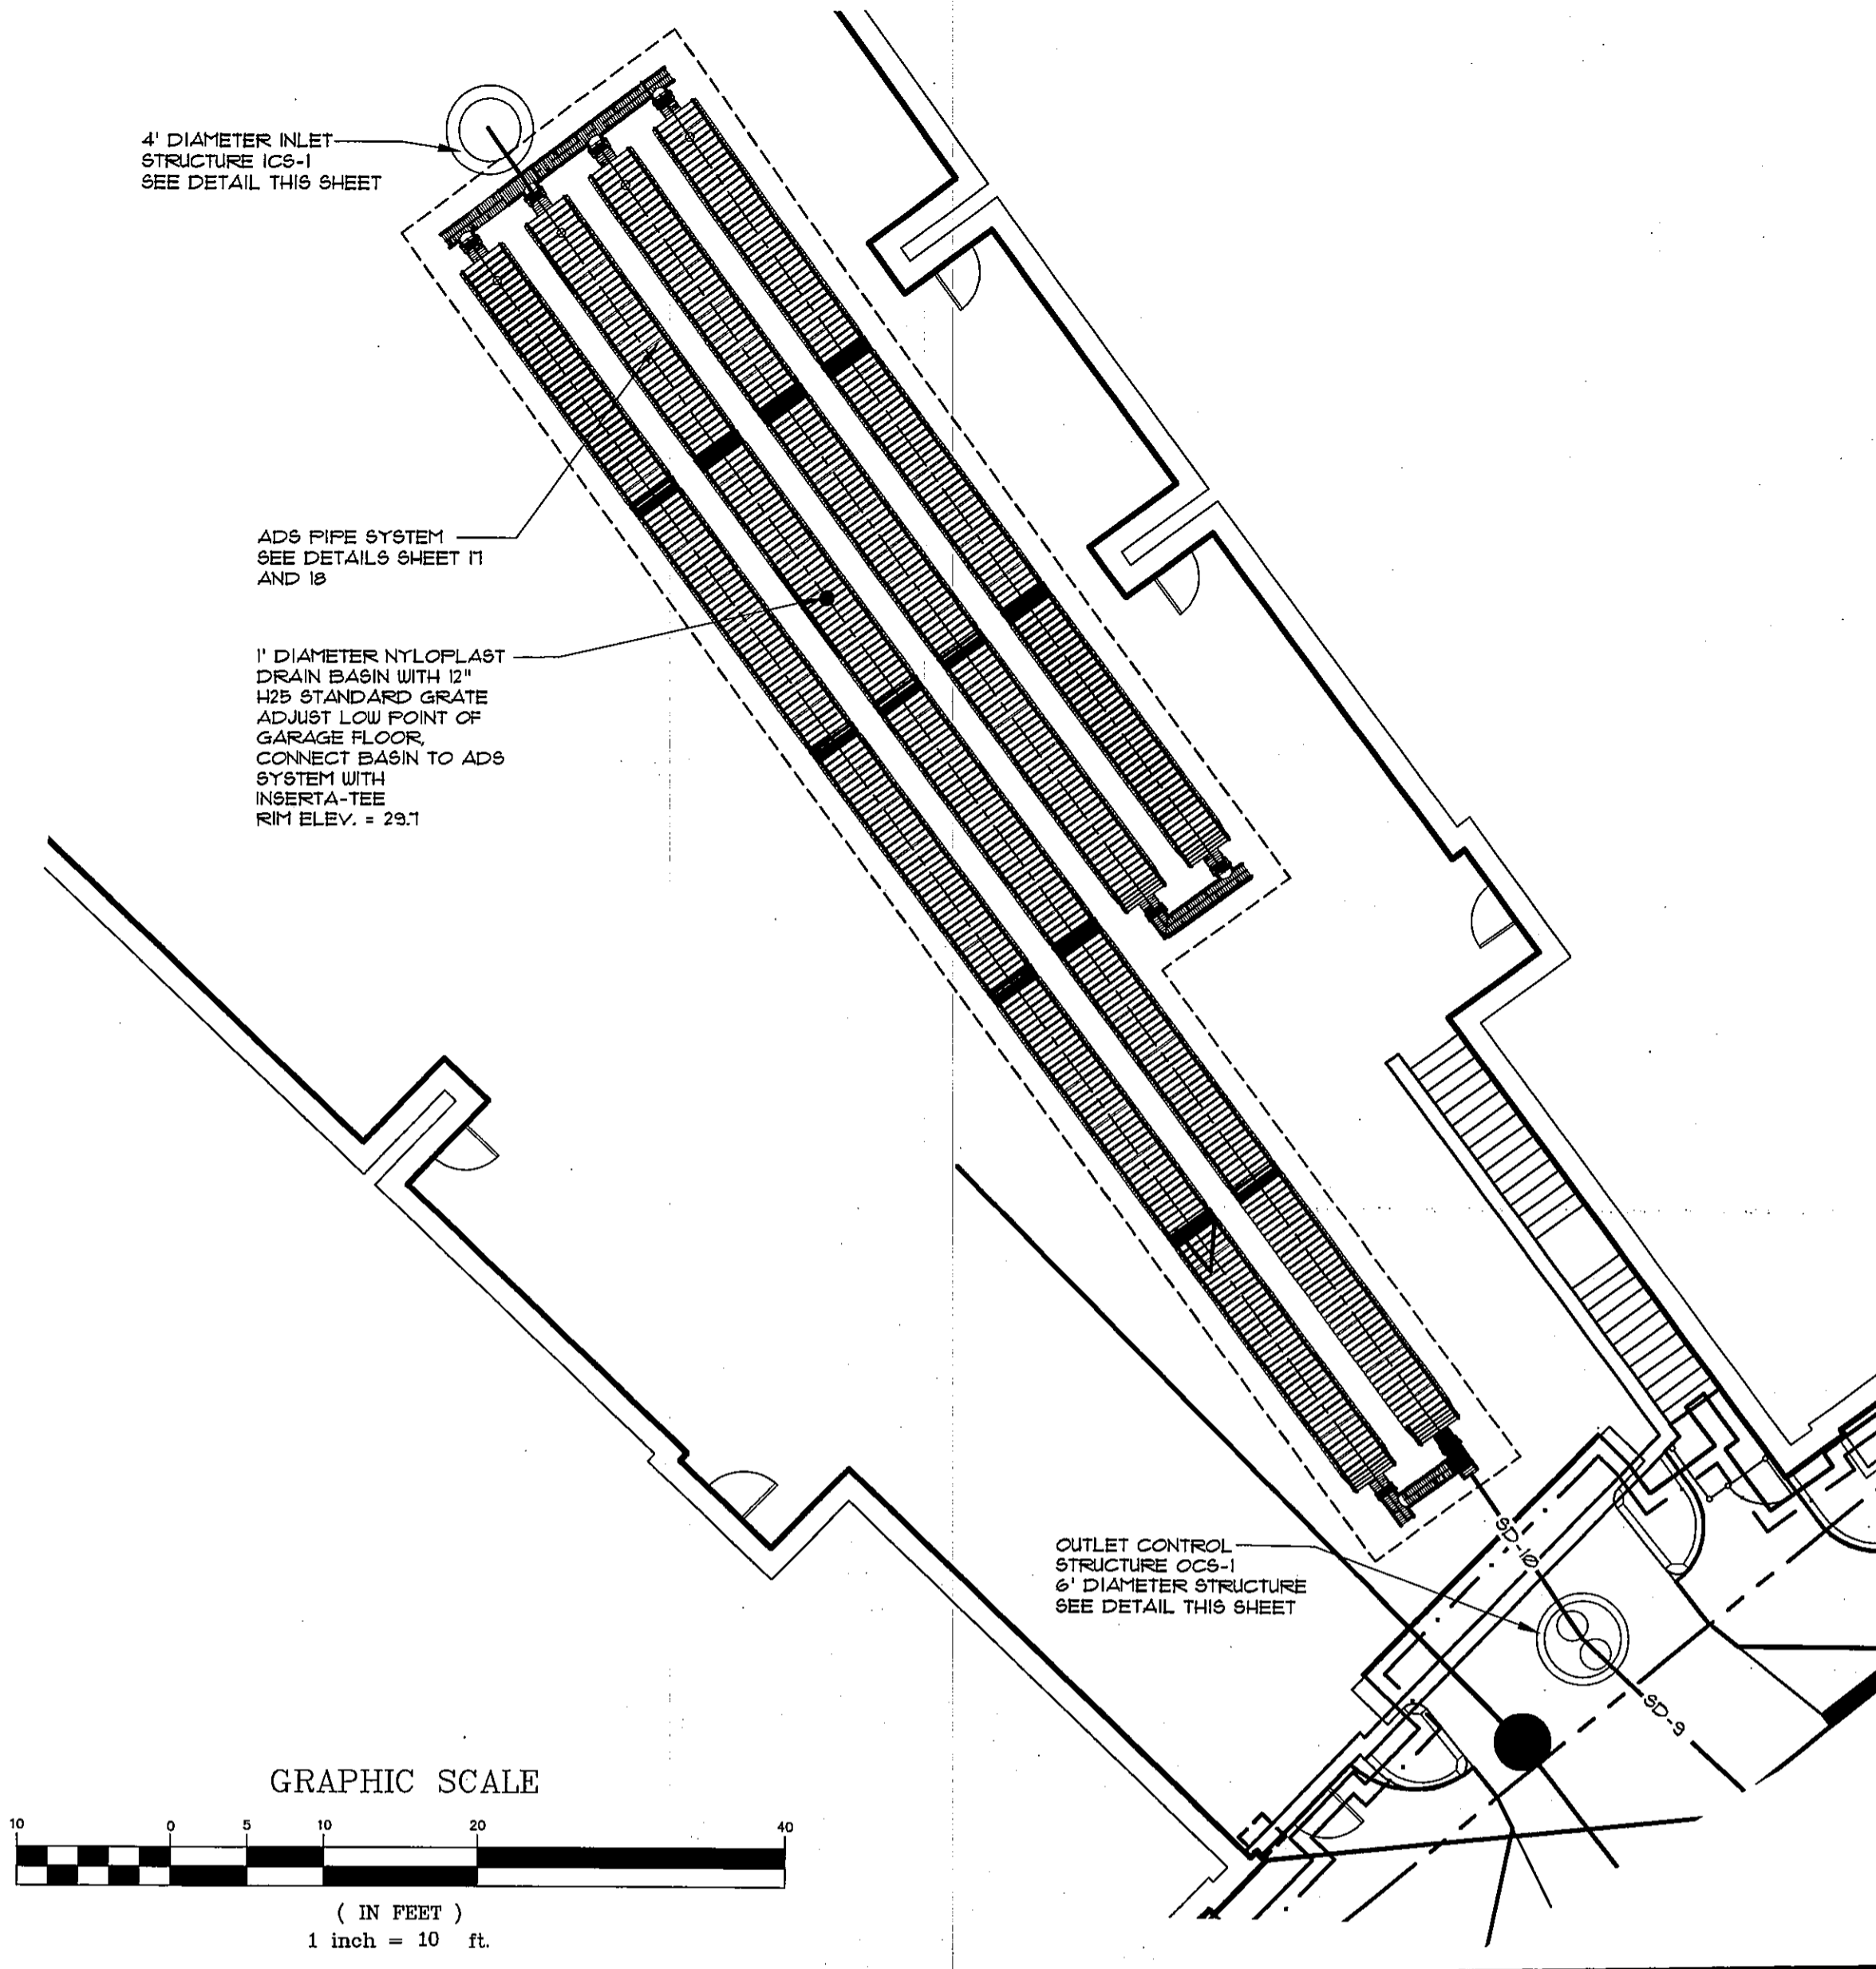 4' DIAMETER INLET
STRUCTURE ICS-1
SEE DETAIL THIS SHEET
ADS PIPE SYSTEM
SEE DETAILS SHEET 17
AND 18
1' DIAMETER NYLOPLAST
DRAIN BASIN WITH 12"
H25 STANDARD GRATE
ADJUST LOW POINT OF
GARAGE FLOOR,
CONNECT BASIN TO ADS
SYSTEM WITH
INSERTA-TEE
RIM ELEV. = 29.7
OUTLET CONTROL
STRUCTURE OCS-1
6' DIAMETER STRUCTURE
SEE DETAIL THIS SHEET
SD-10
SD-9
GRAPHIC SCALE
10 0 5 10 20 40
( IN FEET )
1 inch = 10 ft.